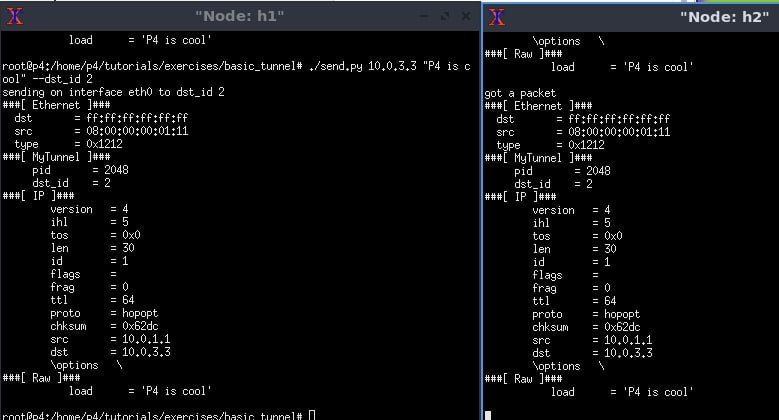 "Node: h1"
load = 'P4 is cool'
root@p4:/home/p4/tutorials/exercises/basic_tunnel# ./send.py 10.0.3.3 "P4 is c
ool" --dst_id 2
sending on interface eth0 to dst_id 2
###[ Ethernet ]###
dst = ff:ff:ff:ff:ff:ff
src = 08:00:00:00:01:11
type = 0x1212
###[ MyTunnel ]###
pid = 2048
dst_id = 2
###[ IP ]###
version = 4
ihl = 5
tos = 0x0
len = 30
id = 1
flags =
frag = 0
ttl = 64
proto = hopopt
chksum = 0x62dc
src = 10.0.1.1
dst = 10.0.3.3
\options \
###[ Raw ]###
load = 'P4 is cool'
root@p4:/home/p4/tutorials/exercises/basic_tunnel#
"Node: h2"
\options \
###[ Raw ]###
load = 'P4 is cool'
got a packet
###[ Ethernet ]###
dst = ff:ff:ff:ff:ff:ff
src = 08:00:00:00:01:11
type = 0x1212
###[ MyTunnel ]###
pid = 2048
dst_id = 2
###[ IP ]###
version = 4
ihl = 5
tos = 0x0
len = 30
id = 1
flags =
frag = 0
ttl = 64
proto = hopopt
chksum = 0x62dc
src = 10.0.1.1
dst = 10.0.3.3
\options \
###[ Raw ]###
load = 'P4 is cool'